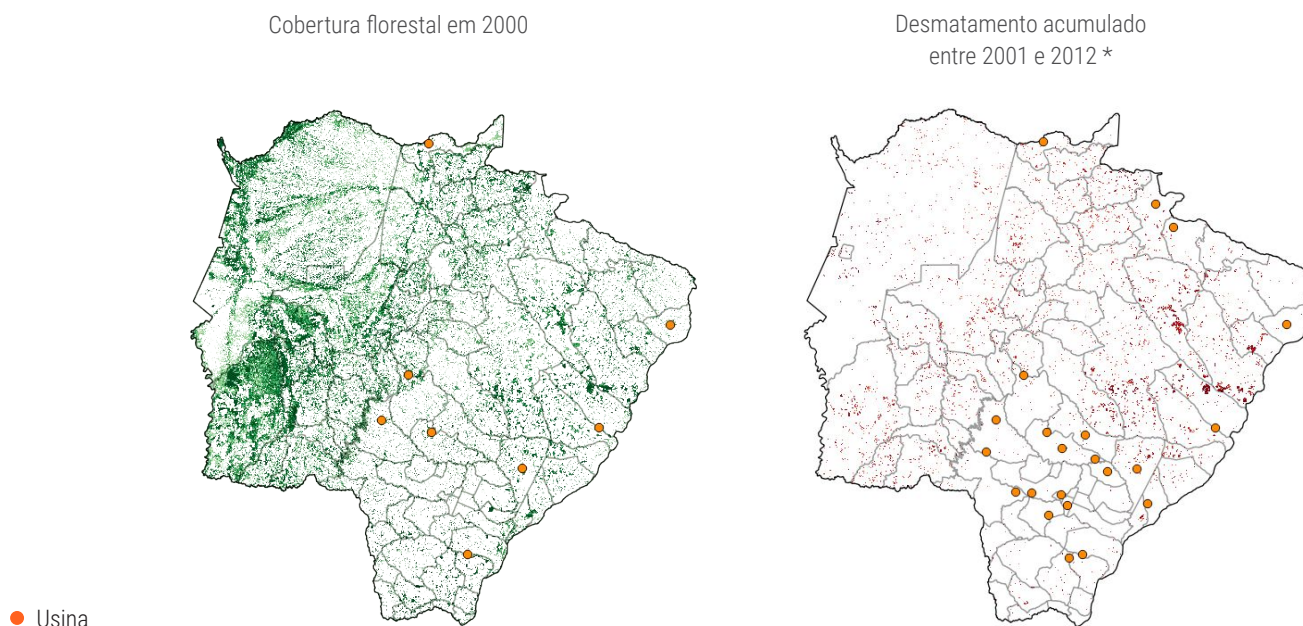 Cobertura florestal em 2000
Desmatamento acumulado
entre 2001 e 2012 *
Usina